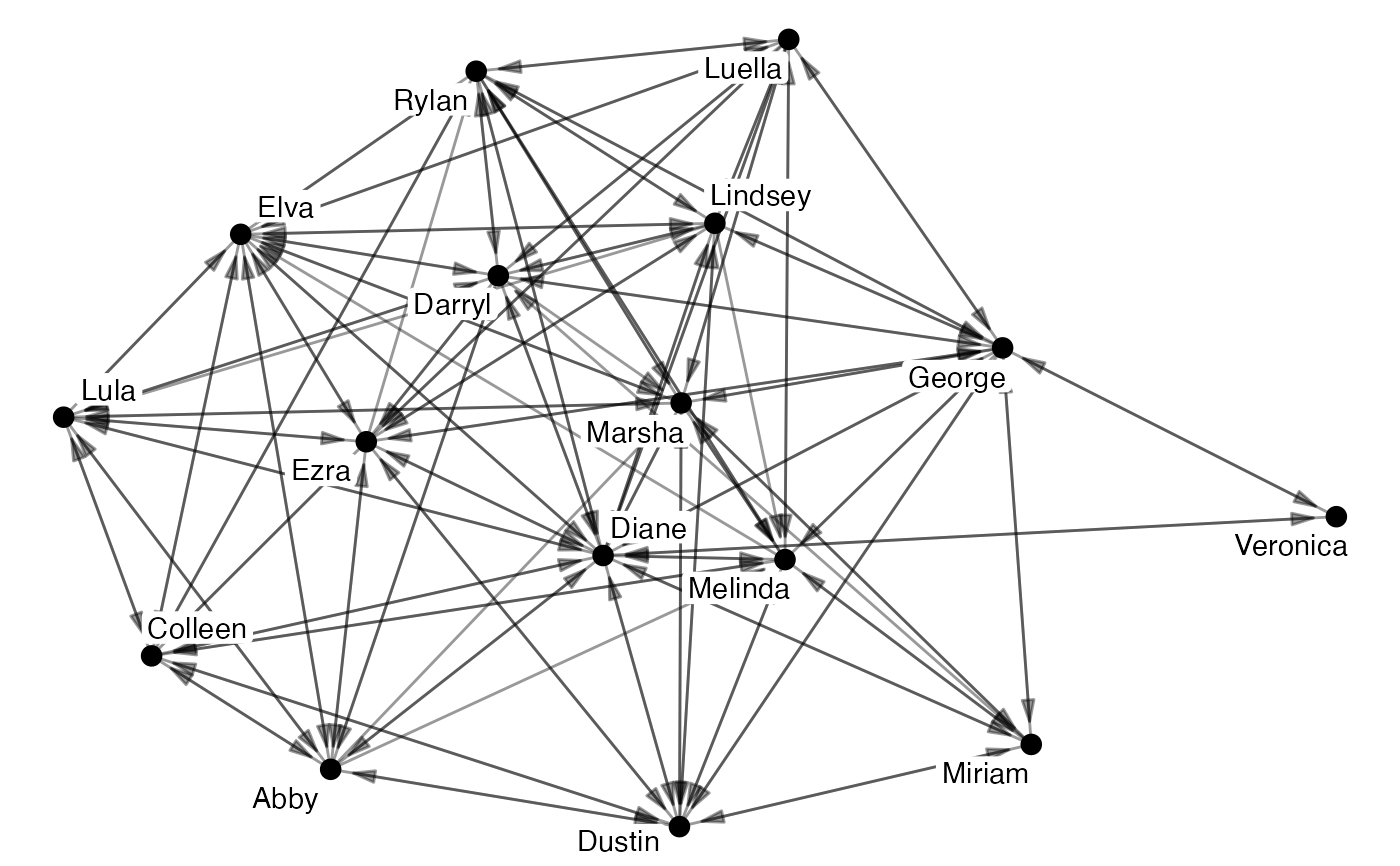 Luella
Rylan
Lindsey
Elva
Darryl
George
Lula
Marsha
Ezra
Diane
Veronica
Melinda
Colleen
Miriam
Abby
Dustin